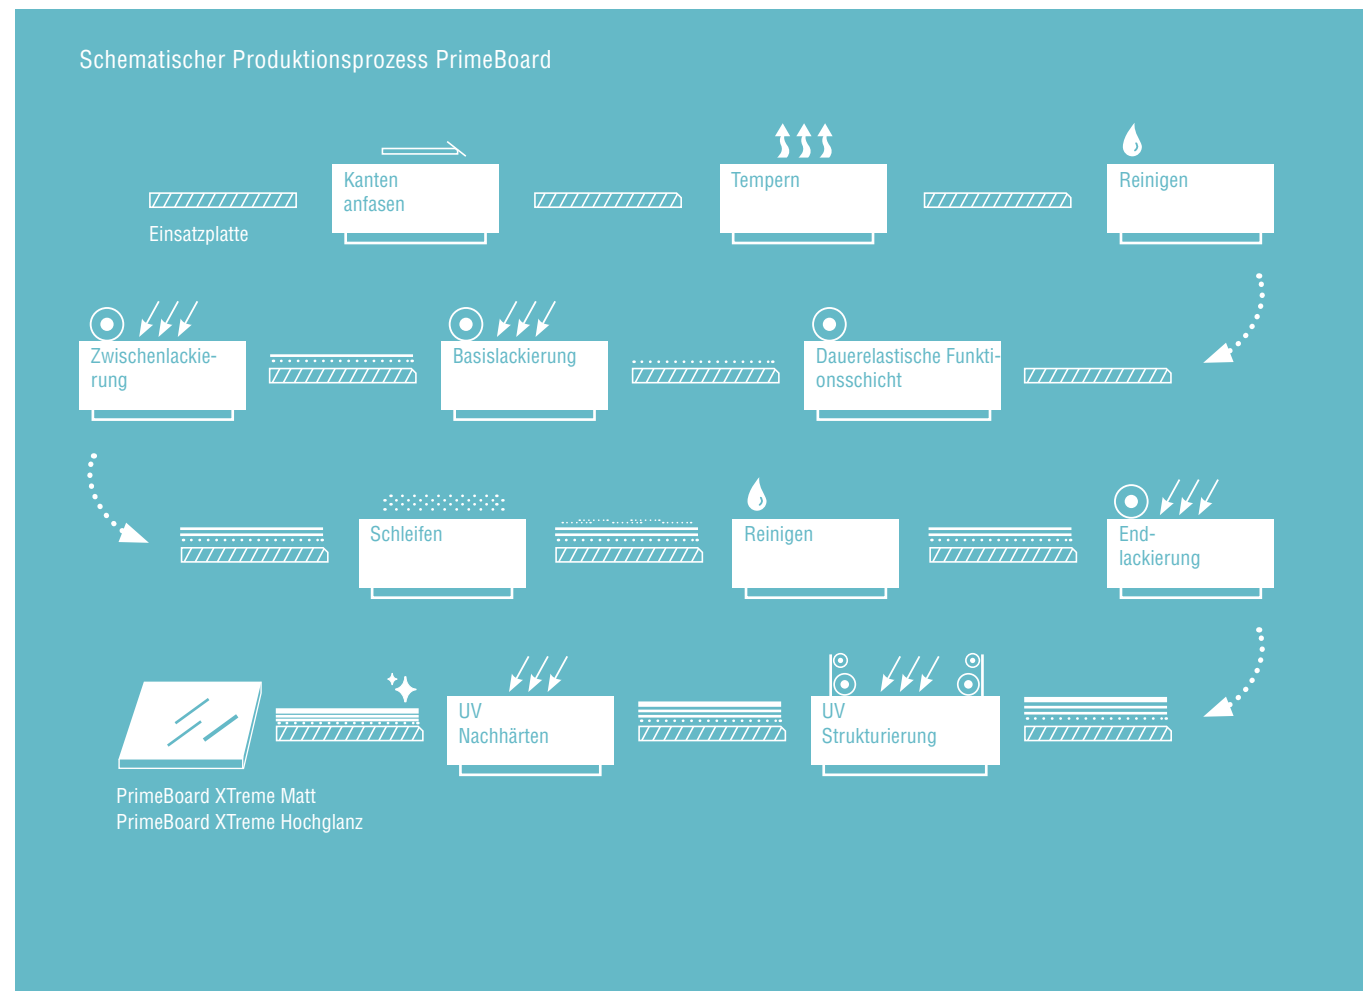 Schematischer Produktionsprozess PrimeBoard
Einsatzplatte
Kanten
anfasen
Tempern
Reinigen
Zwischenlackie-
rung
Basislackierung
Dauerelastische Funkti-
onsschicht
Schleifen
Reinigen
End-
lackierung
UV
Nachhärten
UV
Strukturierung
PrimeBoard XTreme Matt
PrimeBoard XTreme Hochglanz